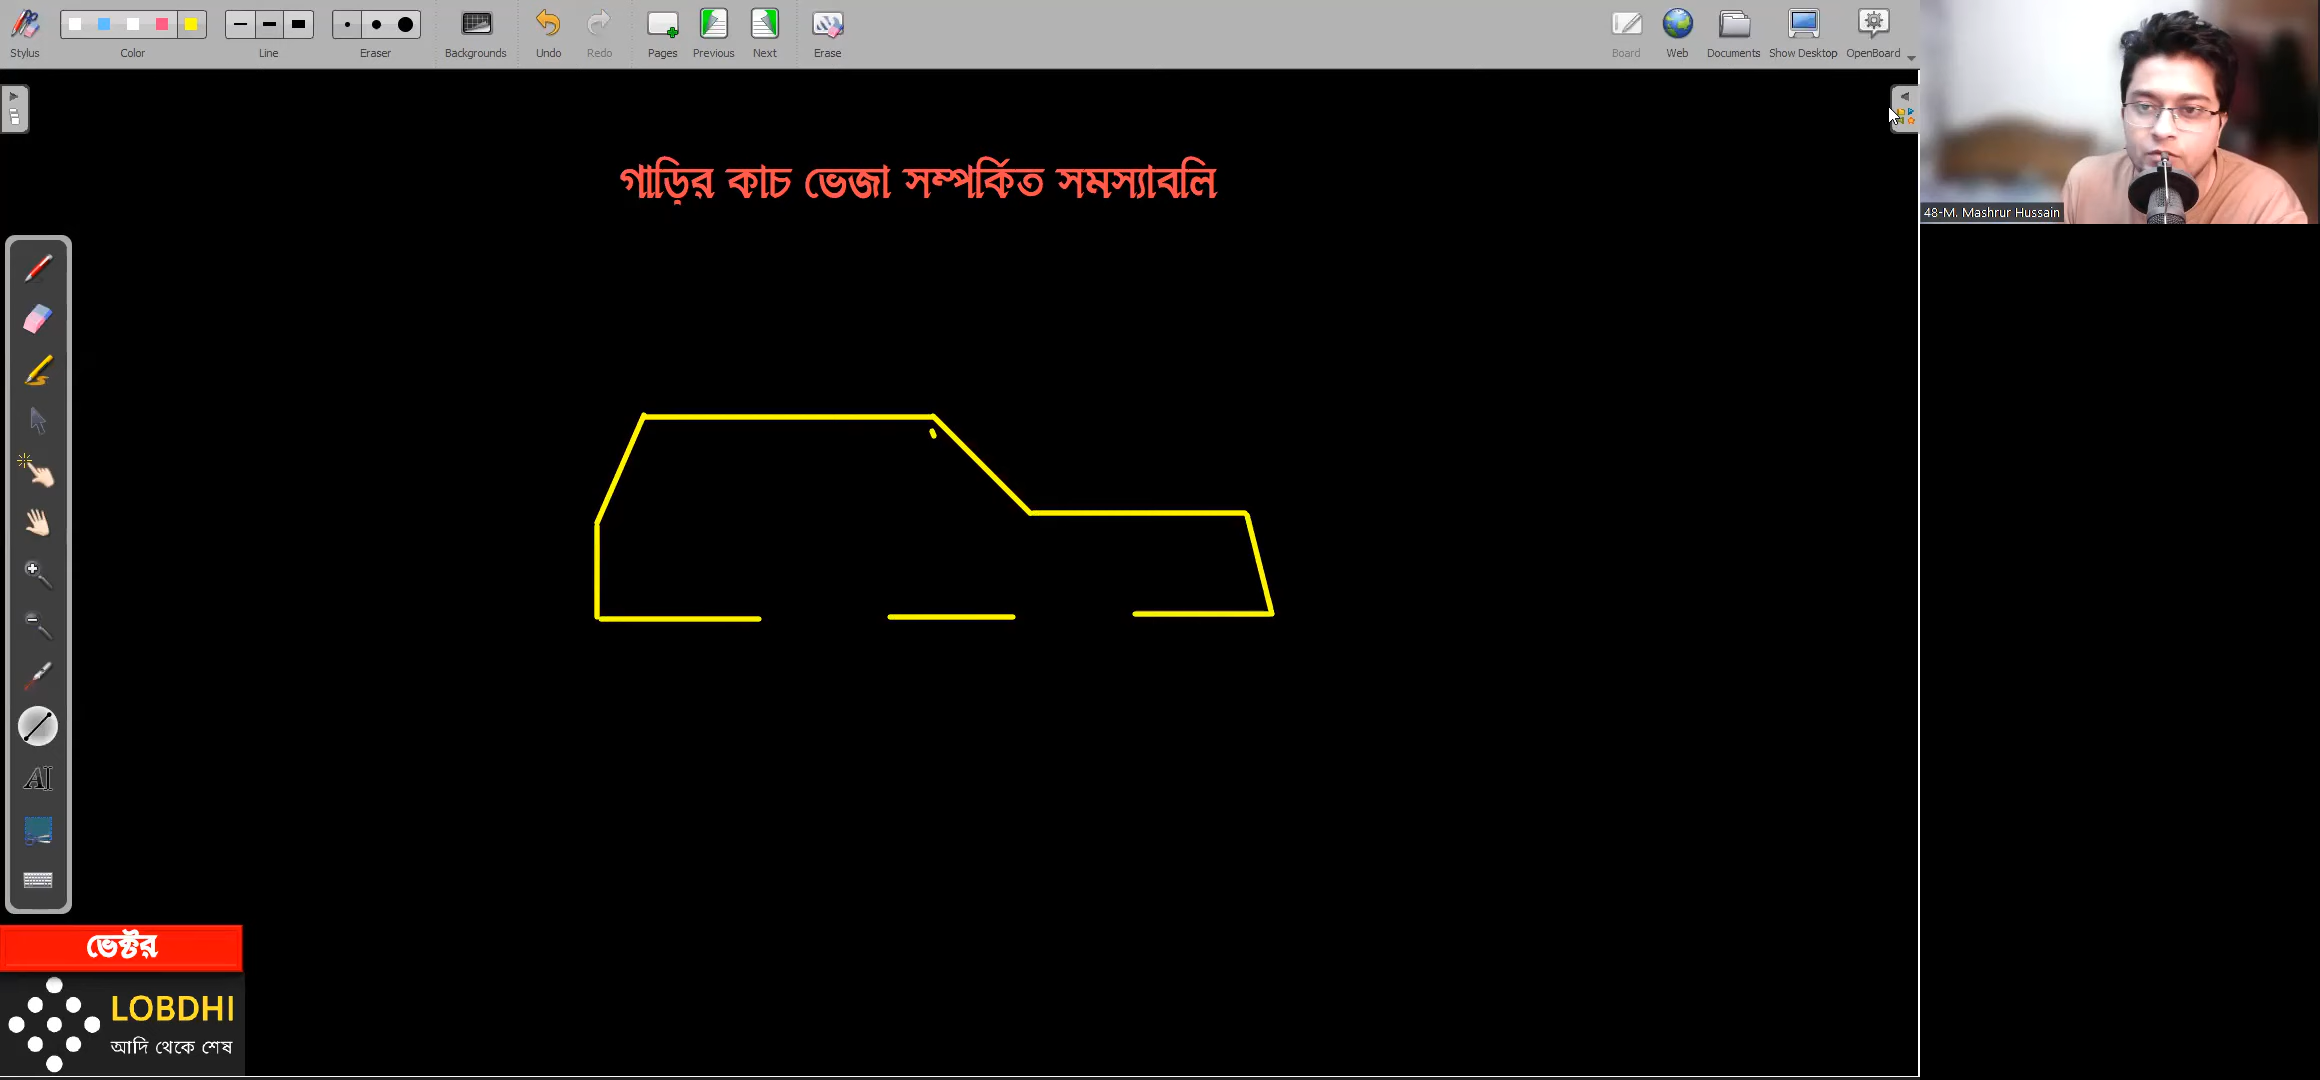 Stylus Color Line Eraser Backgrounds Undo Redo Pages Previous Next Erase Board Web Documents Show Desktop OpenBoard
48-M. Mashrur Hussain
গাড়ির কাচ ভেজা সম্পর্কিত সমস্যাবলি
ভেক্টর
LOBDHI
আদি থেকে শেষ